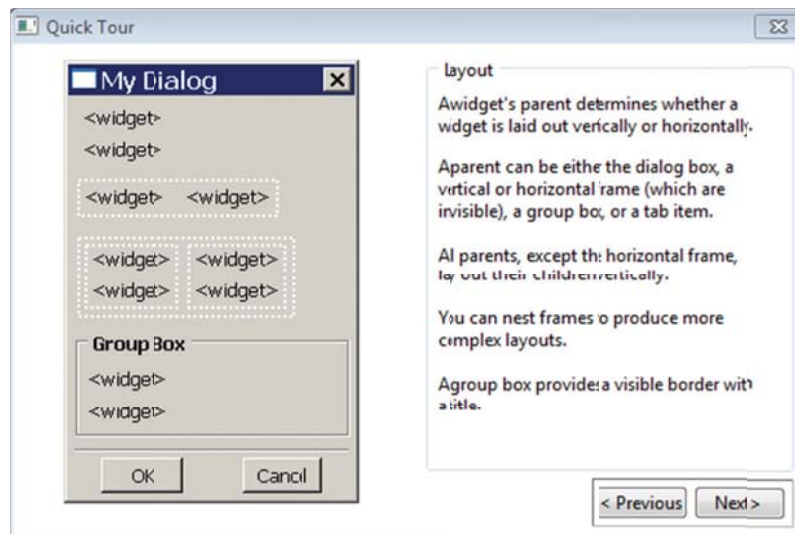 Quick Tour
My Dialog
<widget>
<widget>
<widget> <widget>
<widget> <widget>
<widget> <widget>
Group Box
<widget>
<widget>
OK Cancel
layout
A widget's parent determines whether a
widget is laid out vertically or horizontally.
A parent can be either the dialog box, a
vertical or horizontal frame (which are
invisible), a group box, or a tab item.
All parents, except the horizontal frame,
lay out their children vertically.
You can nest frames to produce more
complex layouts.
A group box provides a visible border with
a title.
< Previous Next >